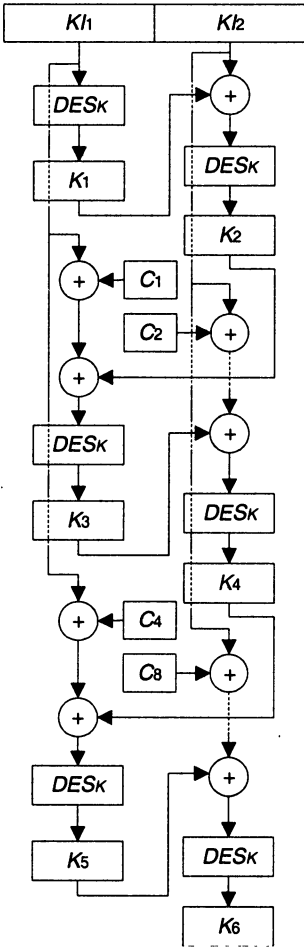 KI1 KI2
+
DESK
K1
DESK
K2
+ C1
C2 +
+
DESK
+
K3
DESK
K4
+ C4
C8 +
+
DESK
+
K5
DESK
K6